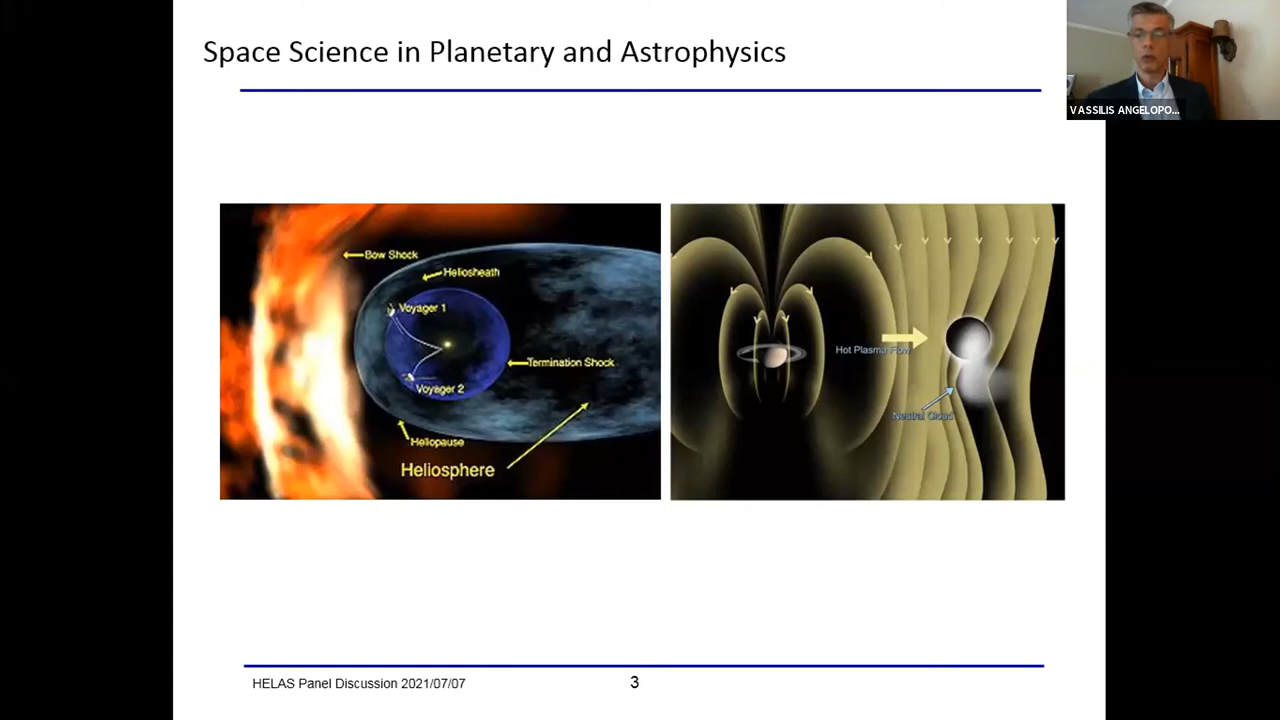 Space Science in Planetary and Astrophysics
VASSILIS ANGELOPO...
Bow Shock
Heliosheath
Voyager 1
Termination Shock
Voyager 2
Heliopause
Heliosphere
Hot Plasma Flow
Neutral Cloud
HELAS Panel Discussion 2021/07/07
3